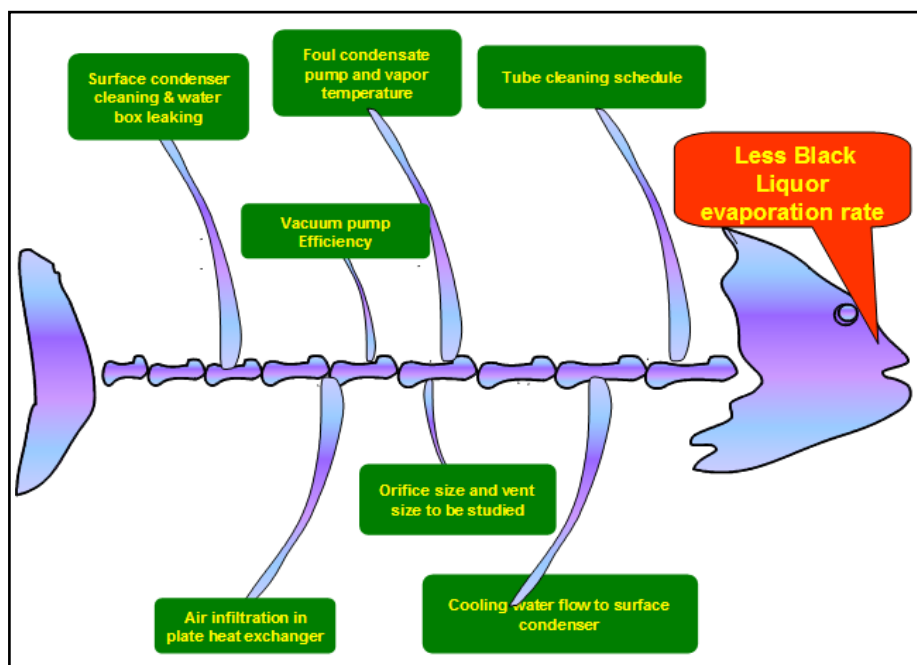 Surface condenser
cleaning & water
box leaking
Foul condensate
pump and vapor
temperature
Tube cleaning schedule
Less Black
Liquor
evaporation rate
Vacuum pump
Efficiency
Orifice size and vent
size to be studied
Air infiltration in
plate heat exchanger
Cooling water flow to surface
condenser